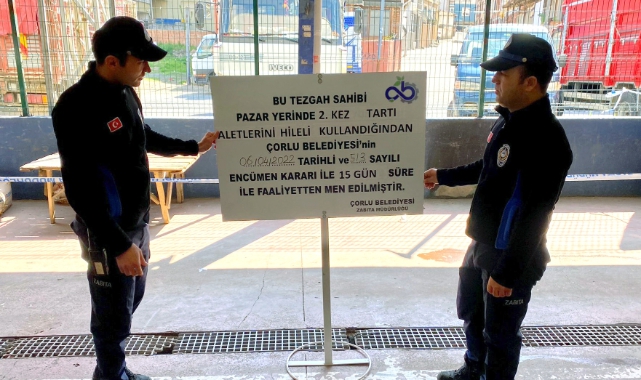 IVECO
BU TEZGAH SAHİBİ
PAZAR YERİNDE 2. KEZ TARTI
ALETLERİNİ HİLELİ KULLANDIĞINDAN
ÇORLU BELEDİYE'nin
06/04/2022 TARİHLİ ve 513 SAYILI
ENCÜMEN KARARI İLE 15 GÜN SÜRE
İLE FAALİYETTEN MEN EDİLMİŞTİR.
ÇORLU BELEDİYESİ
ZABITA MÜDÜRLÜĞÜ
ZABITA
ZABITA